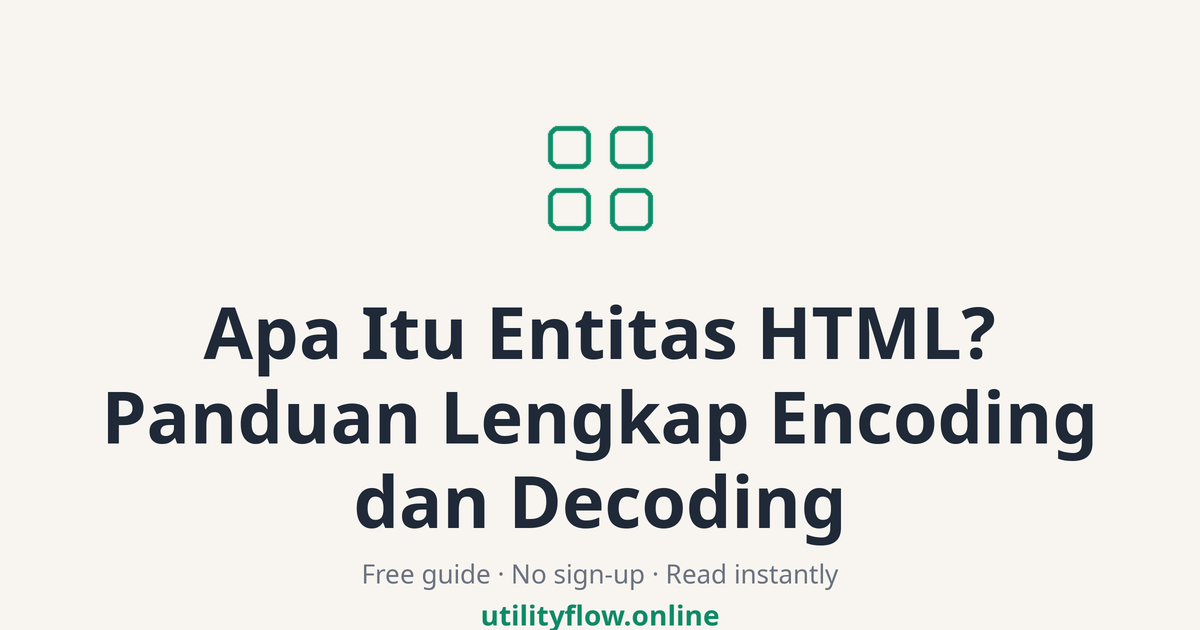 Apa Itu Entitas HTML?
Panduan Lengkap Encoding
dan Decoding
Free guide · No sign-up · Read instantly
utilityflow.online